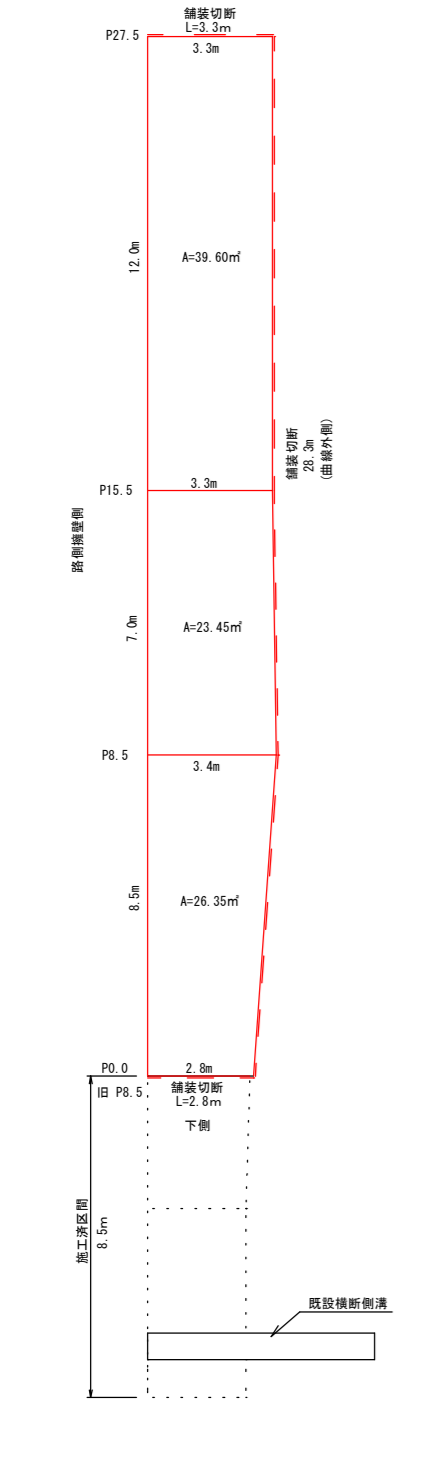 舗装切断
L=3.3m
P27.5
3.3m
12.0m
A=39.60㎡
舗装切断
28.3m
(曲線外側)
P15.5
3.3m
路側擁壁側
7.0m
A=23.45㎡
P8.5
3.4m
8.5m
A=26.35㎡
P0.0
2.8m
旧 P8.5
舗装切断
L=2.8m
下側
施工済区間
8.5m
既設横断側溝